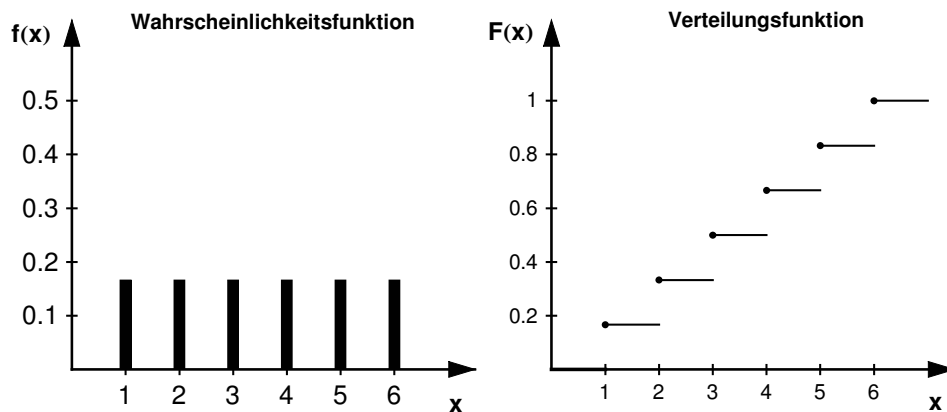 Wahrscheinlichkeitsfunktion
f(x)
0.5
0.4
0.3
0.2
0.1
1 2 3 4 5 6 x
Verteilungsfunktion
F(x)
1
0.8
0.6
0.4
0.2
1 2 3 4 5 6 x